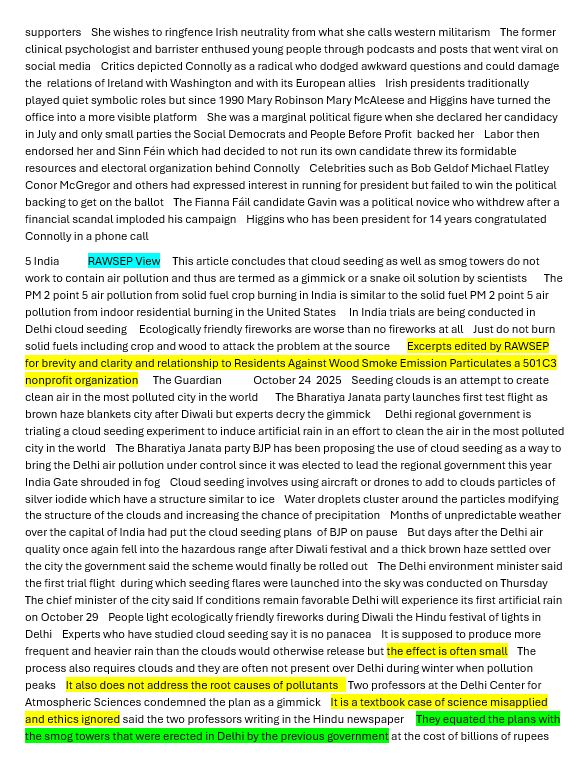 supporters She wishes to ringfence Irish neutrality from what she calls western militarism The former
clinical psychologist and barrister enthused young people through podcasts and posts that went viral on
social media Critics depicted Connolly as a radical who dodged awkward questions and could damage
the relations of Ireland with Washington and with its European allies Irish presidents traditionally
played quiet symbolic roles but since 1990 Mary Robinson Mary McAleese and Higgins have turned the
office into a more visible platform She was a marginal political figure when she declared her candidacy
in July and only small parties the Social Democrats and People Before Profit backed her Labor then
endorsed her and Sinn Féin which had decided to not run its own candidate threw its formidable
resources and electoral organization behind Connolly Celebrities such as Bob Geldof Michael Flatley
Conor McGregor and others had expressed interest in running for president but failed to win the political
backing to get on the ballot The Fianna Fáil candidate Gavin was a political novice who withdrew after a
financial scandal imploded his campaign Higgins who has been president for 14 years congratulated
Connolly in a phone call
5 India RAWSEP View This article concludes that cloud seeding as well as smog towers do not
work to contain air pollution and thus are termed as a gimmick or a snake oil solution by scientists The
PM 2 point 5 air pollution from solid fuel crop burning in India is similar to the solid fuel PM 2 point 5 air
pollution from indoor residential burning in the United States In India trials are being conducted in
Delhi cloud seeding Ecologically friendly fireworks are worse than no fireworks at all Just do not burn
solid fuels including crop and wood to attack the problem at the source Excerpts edited by RAWSEP
for brevity and clarity and relationship to Residents Against Wood Smoke Emission Particulates a 501C3
nonprofit organization The Guardian October 24 2025 Seeding clouds is an attempt to create
clean air in the most polluted city in the world The Bharatiya Janata party launches first test flight as
brown haze blankets city after Diwali but experts decry the gimmick Delhi regional government is
trialing a cloud seeding experiment to induce artificial rain in an effort to clean the air in the most polluted
city in the world The Bharatiya Janata party BJP has been proposing the use of cloud seeding as a way to
bring the Delhi air pollution under control since it was elected to lead the regional government this year
India Gate shrouded in fog Cloud seeding involves using aircraft or drones to add to clouds particles of
silver iodide which have a structure similar to ice Water droplets cluster around the particles modifying
the structure of the clouds and increasing the chance of precipitation Months of unpredictable weather
over the capital of India had put the cloud seeding plans of BJP on pause But days after the Delhi air
quality once again fell into the hazardous range after Diwali festival and a thick brown haze settled over
the city the government said the scheme would finally be rolled out The Delhi environment minister said
the first trial flight during which seeding flares were launched into the sky was conducted on Thursday
The chief minister of the city said If conditions remain favorable Delhi will experience its first artificial rain
on October 29 People light ecologically friendly fireworks during Diwali the Hindu festival of lights in
Delhi Experts who have studied cloud seeding say it is no panacea It is supposed to produce more
frequent and heavier rain than the clouds would otherwise release but the effect is often small The
process also requires clouds and they are often not present over Delhi during winter when pollution
peaks It also does not address the root causes of pollutants Two professors at the Delhi Center for
Atmospheric Sciences condemned the plan as a gimmick It is a textbook case of science misapplied
and ethics ignored said the two professors writing in the Hindu newspaper They equated the plans with
the smog towers that were erected in Delhi by the previous government at the cost of billions of rupees